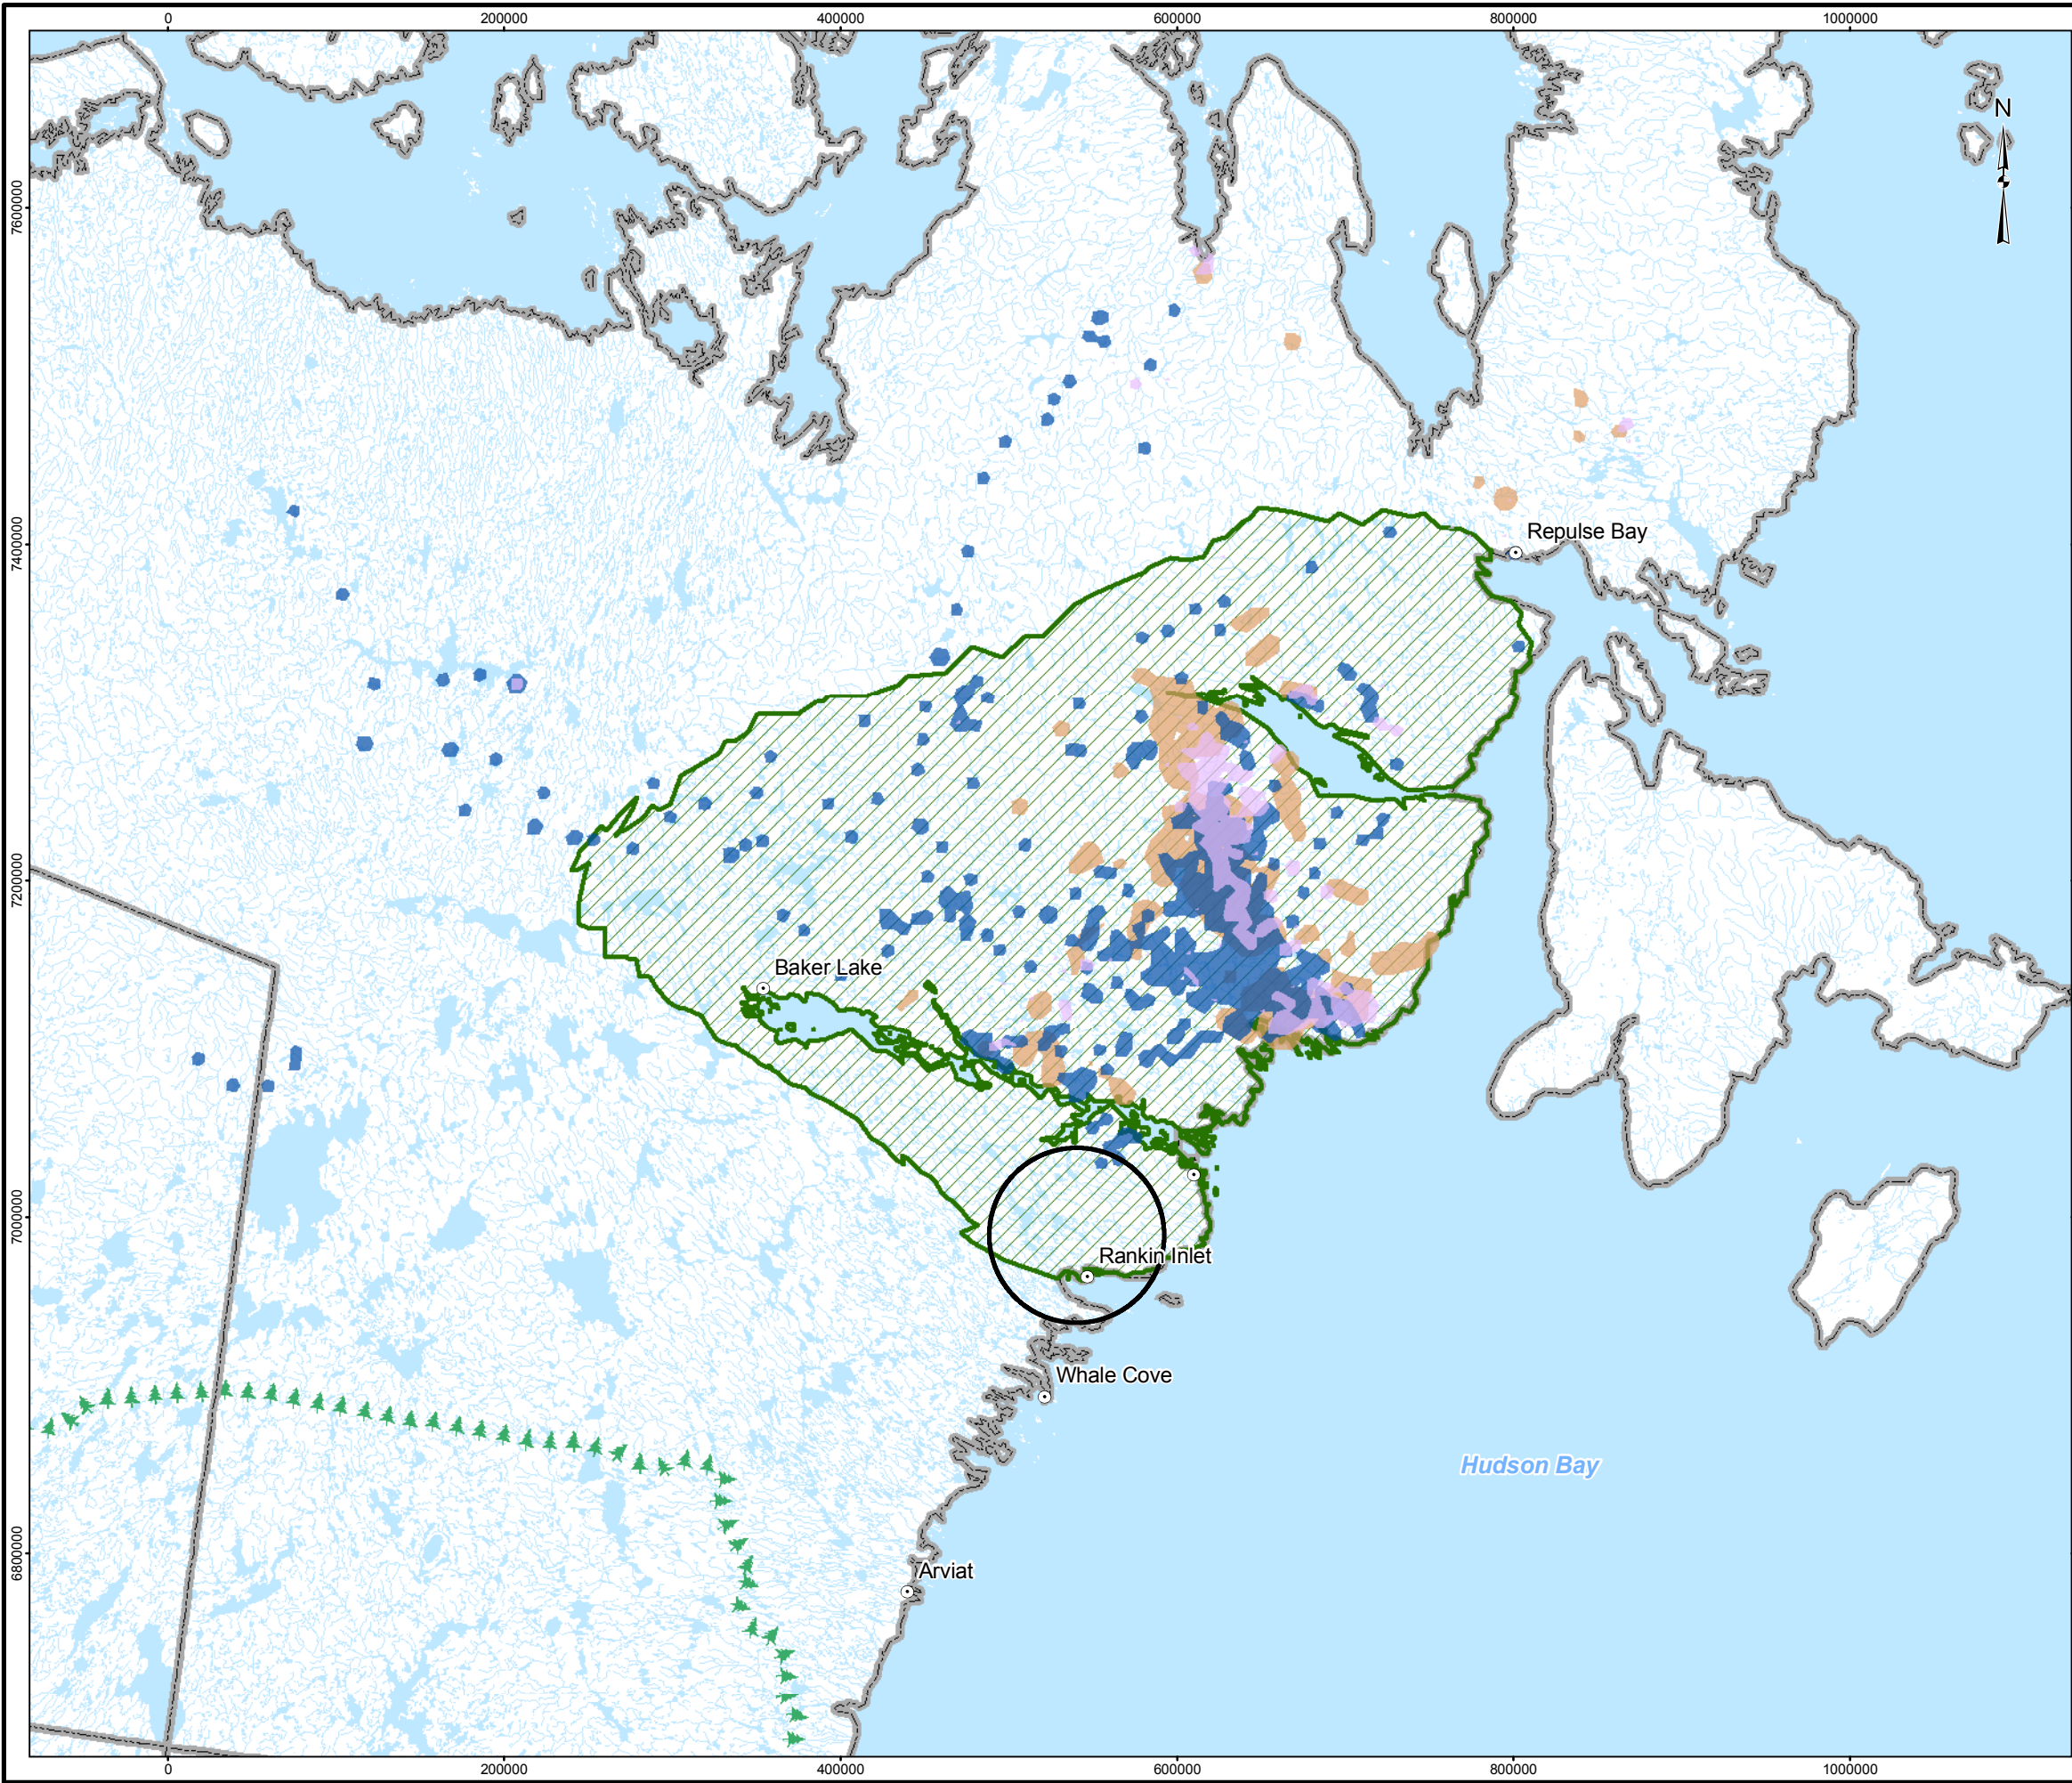 0 200000 400000 600000 800000 1000000
N
7600000
7400000
Repulse Bay
7200000
Baker Lake
7000000
Rankin Inlet
Whale Cove
Hudson Bay
6800000
Arviat
0 200000 400000 600000 800000 1000000